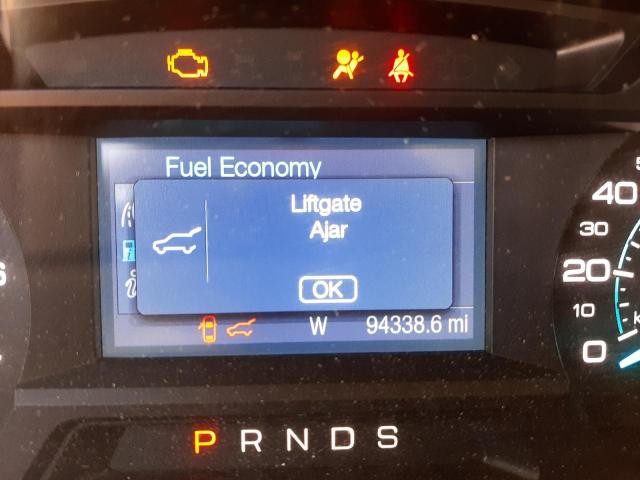 Fuel Economy
Liftgate
Ajar
OK
W 94338.6 mi
P R N D S
40
30
20
10
0